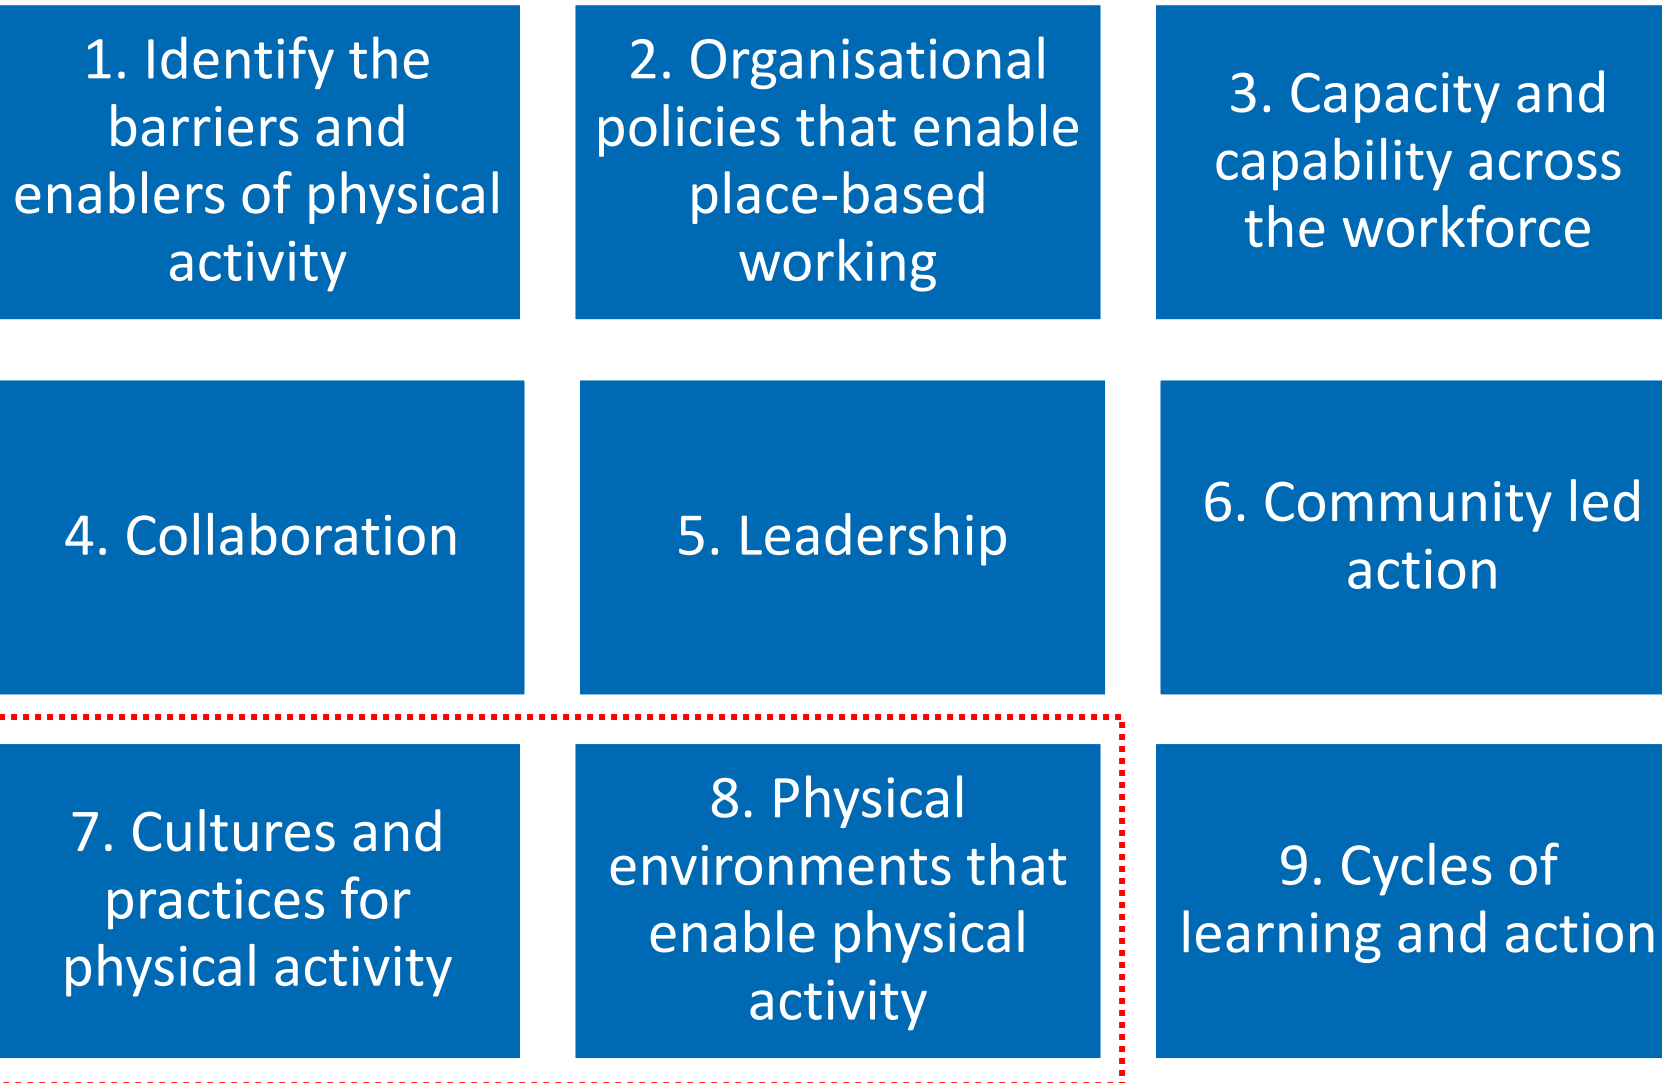 1. Identify the
barriers and
enablers of physical
activity
2. Organisational
policies that enable
place-based
working
3. Capacity and
capability across
the workforce
4. Collaboration
5. Leadership
6. Community led
action
7. Cultures and
practices for
physical activity
8. Physical
environments that
enable physical
activity
9. Cycles of
learning and action